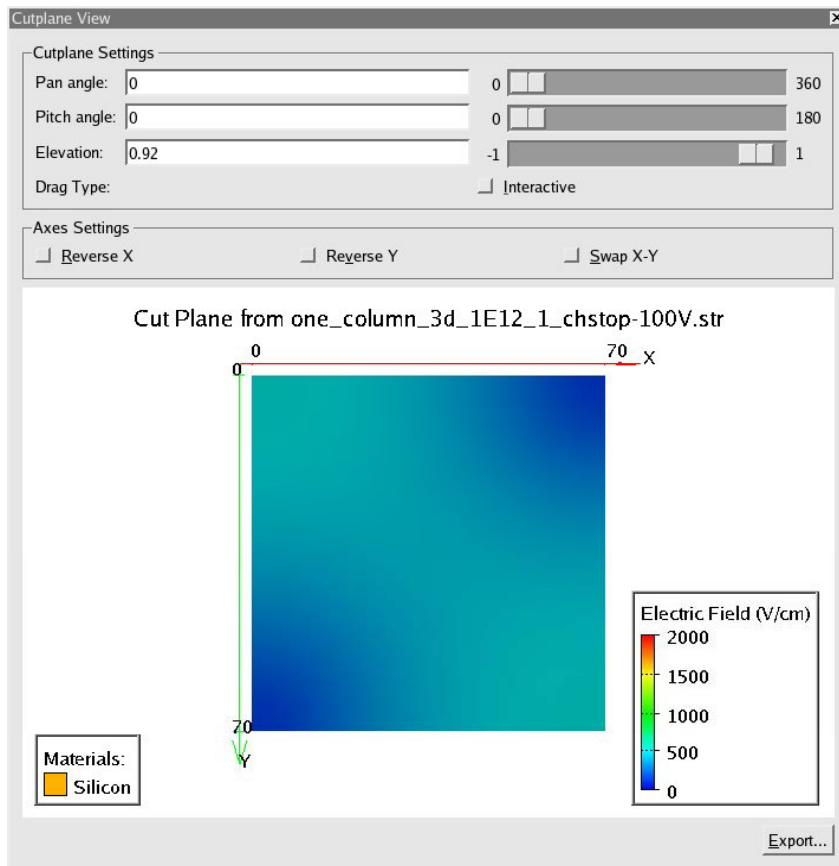 Cutplane View
Cutplane Settings
Pan angle: 0 0 360
Pitch angle: 0 0 180
Elevation: 0.92 -1 1
Drag Type: Interactive
Axes Settings
Reverse X Reverse Y Swap X-Y
Cut Plane from one_column_3d_1E12_1_chstop-100V.str
0 70 X
0
Electric Field (V/cm)
2000
1500
1000
500
0
70
Y
Materials:
Silicon
Export...